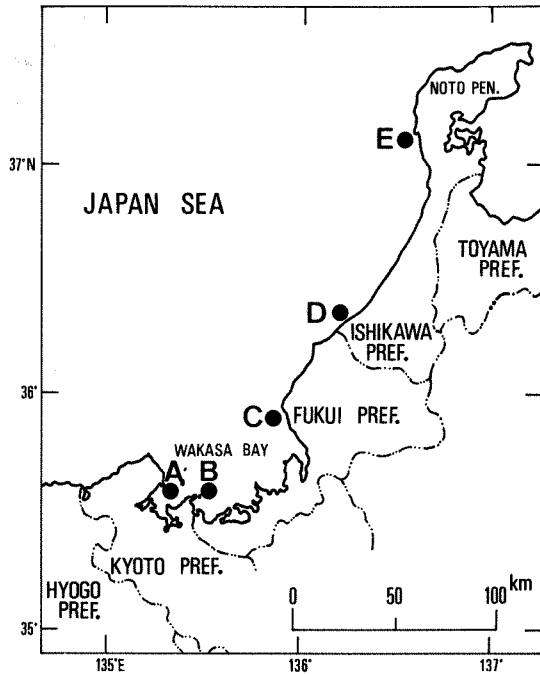 NOTO PEN.
E
37°N
JAPAN SEA
TOYAMA
PREF.
D
ISHIKAWA
PREF.
36°
C
FUKUI PREF.
WAKASA BAY
A
B
KYOTO PREF.
HYOGO
PREF.
km
0
50
100
35°
135°E
136°
137°